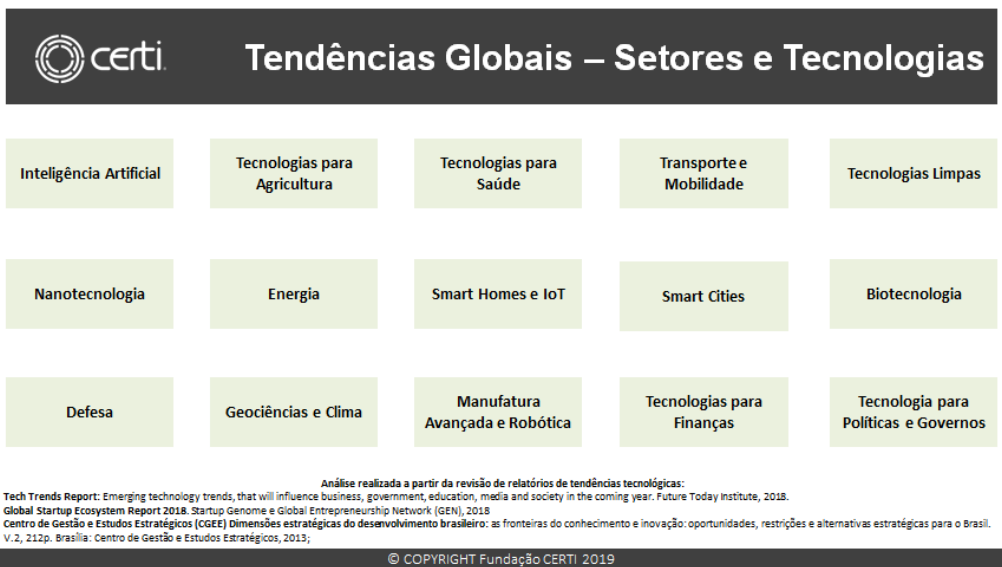 certi.
Tendências Globais – Setores e Tecnologias
Inteligência Artificial
Tecnologias para
Agricultura
Tecnologias para
Saúde
Transporte e
Mobilidade
Tecnologias Limpas
Nanotecnologia
Energia
Smart Homes e IoT
Smart Cities
Biotecnologia
Defesa
Geociências e Clima
Manufatura
Avançada e Robótica
Tecnologias para
Finanças
Tecnologia para
Políticas e Governos
Análise realizada a partir da revisão de relatórios de tendências tecnológicas:
Tech Trends Report: Emerging technology trends, that will influence business, government, education, media and society in the coming year. Future Today Institute, 2018.
Global Startup Ecosystem Report 2018. Startup Genome e Global Entrepreneurship Network (GEN), 2018
Centro de Gestão e Estudos Estratégicos (CGEE) Dimensões estratégicas do desenvolvimento brasileiro: as fronteiras do conhecimento e inovação: oportunidades, restrições e alternativas estratégicas para o Brasil.
V.2, 212p. Brasília: Centro de Gestão e Estudos Estratégicos, 2013;
© COPYRIGHT Fundação CERTI 2019